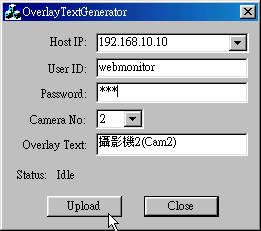 OverlayTextGenerator
Host IP: 192.168.10.10
User ID: webmonitor
Password: ***
Camera No: 2
Overlay Text: 攝影機2(Cam2)
Status: Idle
Upload Close